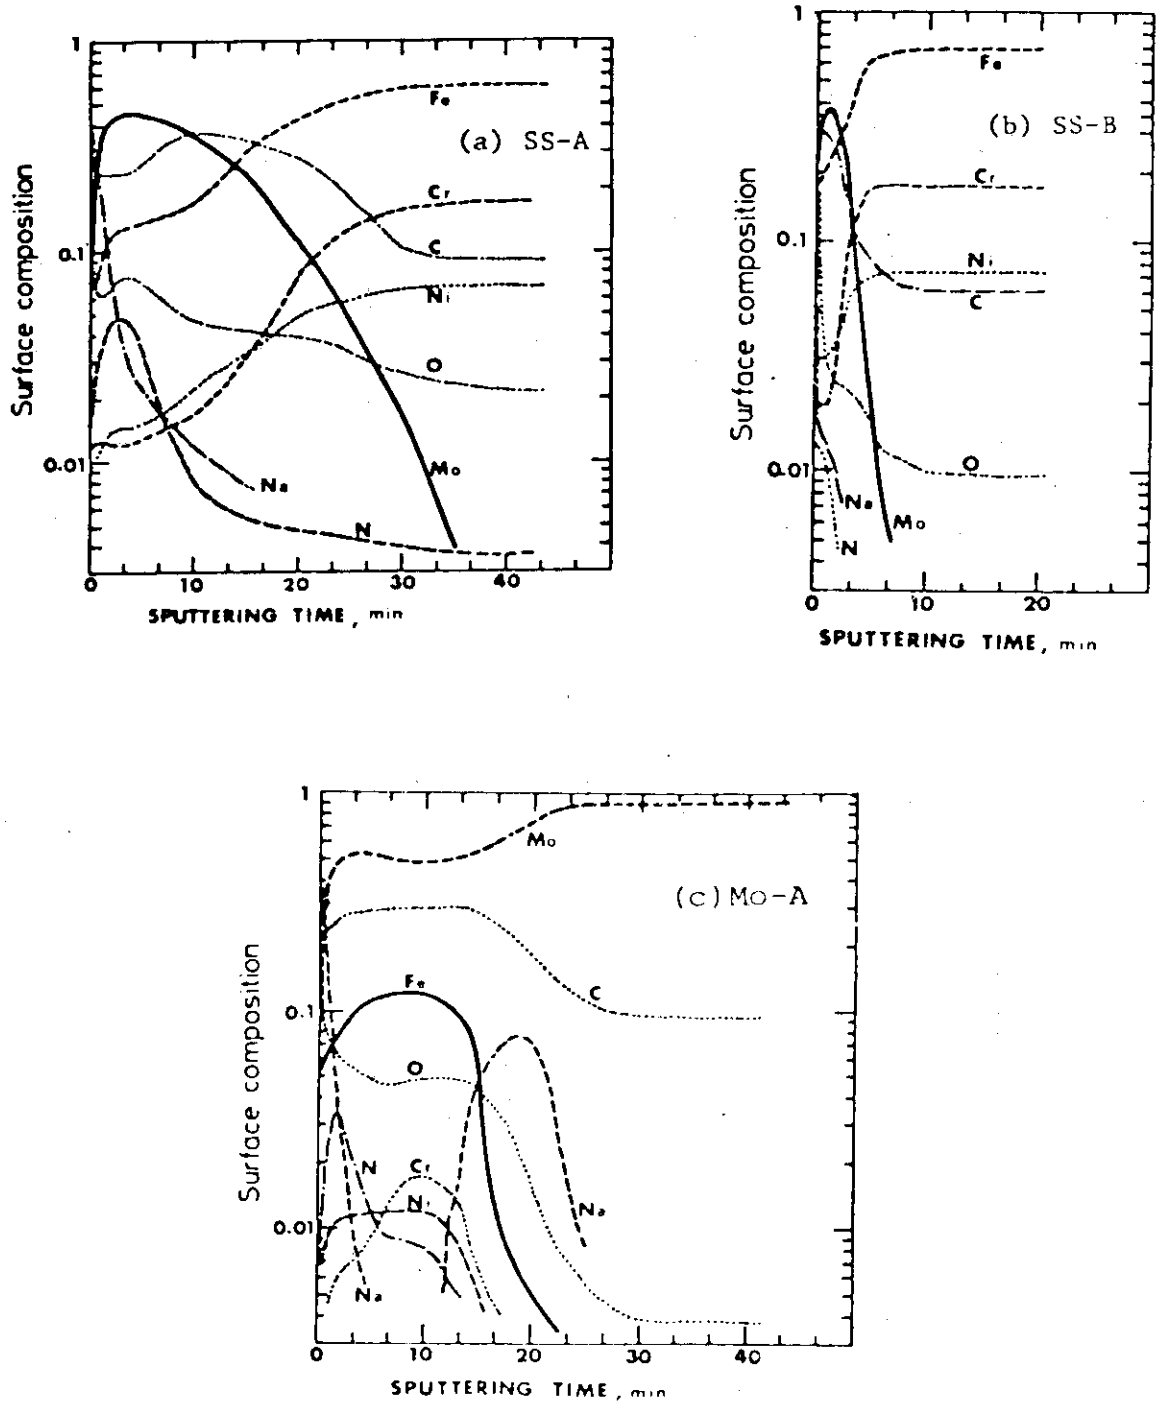 1
Fe
(a) SS-A
Cr
C
0.1
Ni
O
0.01
Mo
Na
N
0
10
20
30
40
SPUTTERING TIME, min
Surface composition
1
Fe
(b) SS-B
Cr
0.1
Ni
C
0.01
O
Na
Mo
N
0
10
20
SPUTTERING TIME, min
Surface composition
1
Mo
(c)Mo-A
C
Fe
0.1
O
N
Cr
Ni
Na
0.01
Na
0
10
20
30
40
SPUTTERING TIME, min
Surface composition